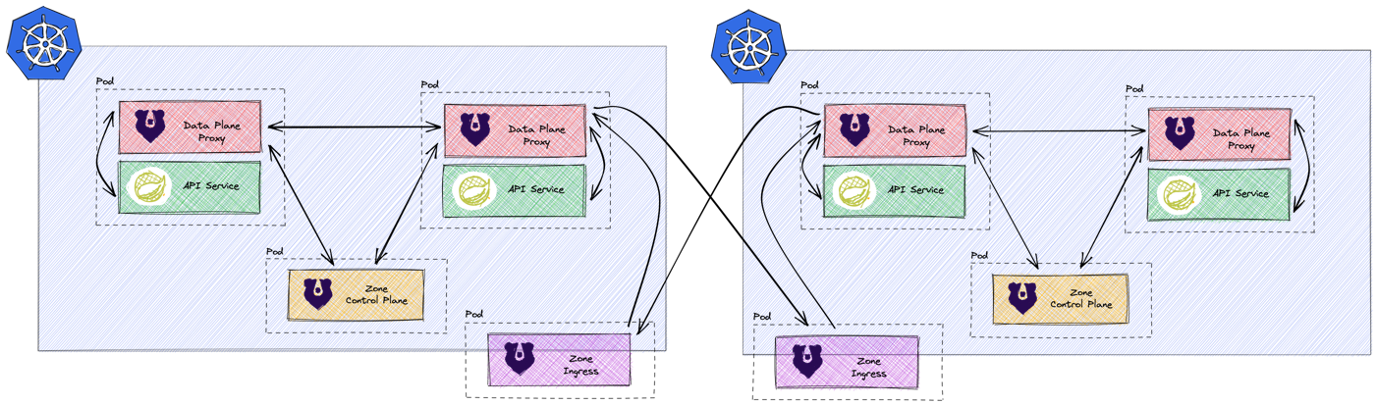 Pod
Data Plane
Proxy
API Service
Pod
Data Plane
Proxy
API Service
Pod
Zone
Control Plane
Pod
Zone
Ingress
Pod
Data Plane
Proxy
API Service
Pod
Data Plane
Proxy
API Service
Pod
Zone
Control Plane
Pod
Zone
Ingress